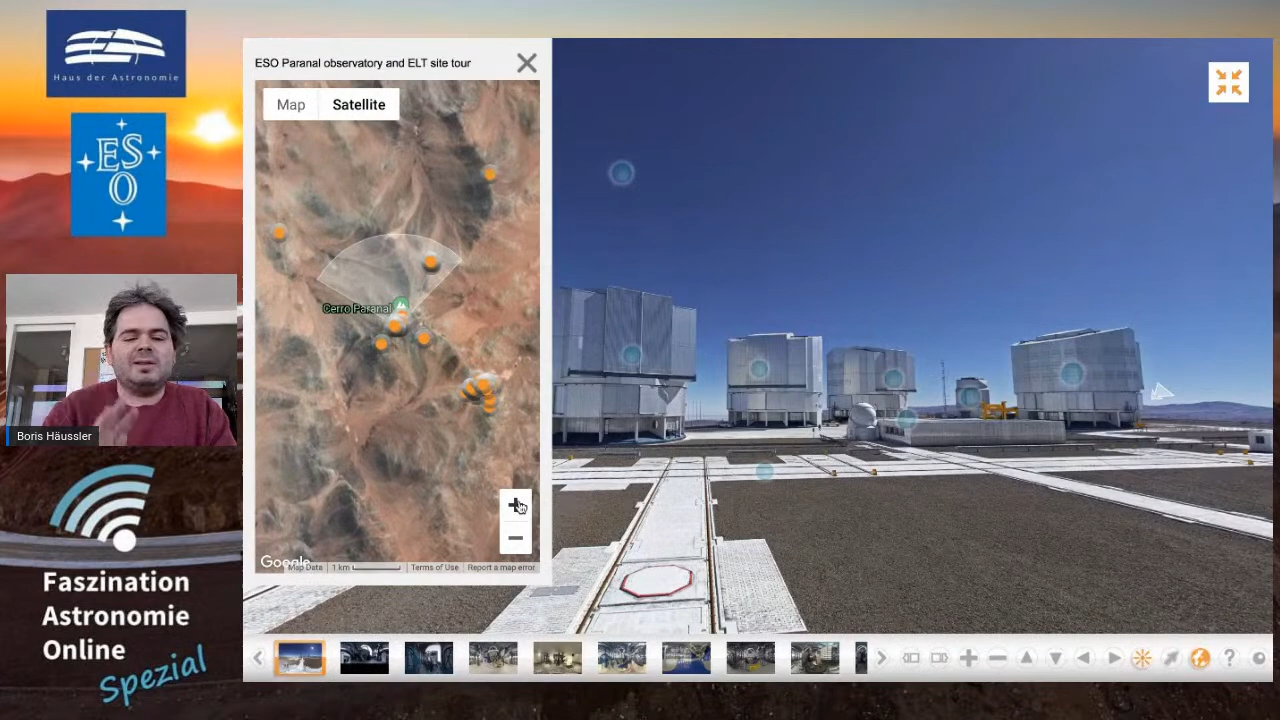 Haus der Astronomie
ES
O
Boris Häussler
Faszination
Astronomie
Online
Spezial
ESO Paranal observatory and ELT site tour
Map
Satellite
Cerro Paranal
Google
Map Data
1 km
Terms of Use
Report a map error